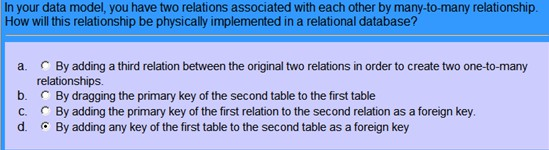 In your data model, you have two relations associated with each other by many-to-many relationship.
How will this relationship be physically implemented in a relational database?
a. By adding a third relation between the original two relations in order to create two one-to-many
relationships.
b. By dragging the primary key of the second table to the first table
c. By adding the primary key of the first relation to the second relation as a foreign key.
d. By adding any key of the first table to the second table as a foreign key